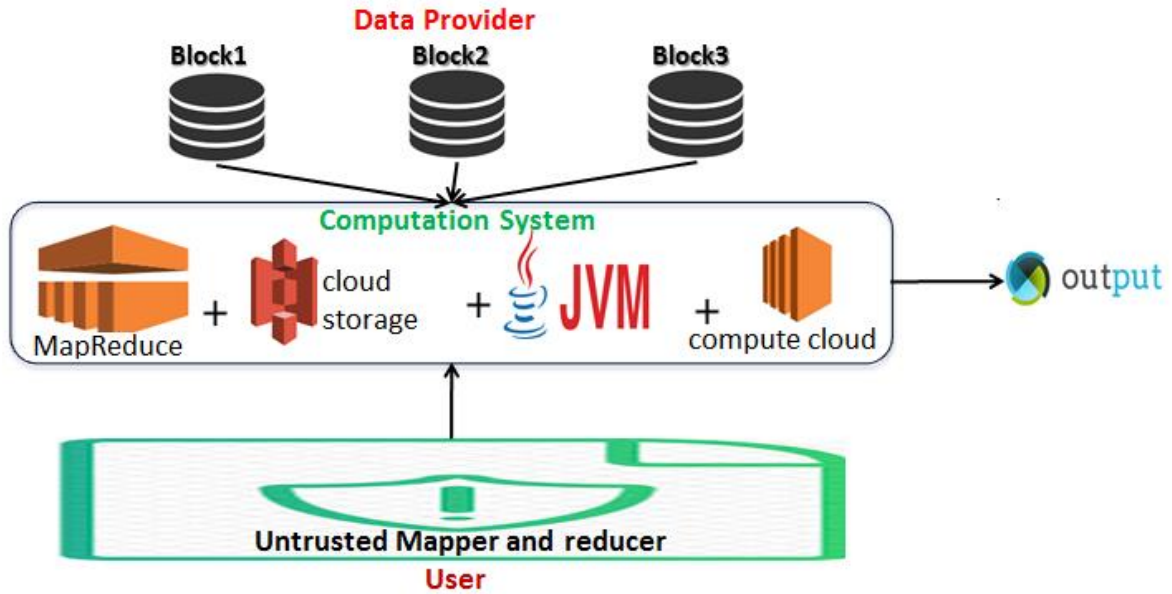 Data Provider
Block1
Block2
Block3
Computation System
MapReduce
+
cloud
storage
+
JVM
+
compute cloud
output
Untrusted Mapper and reducer
User